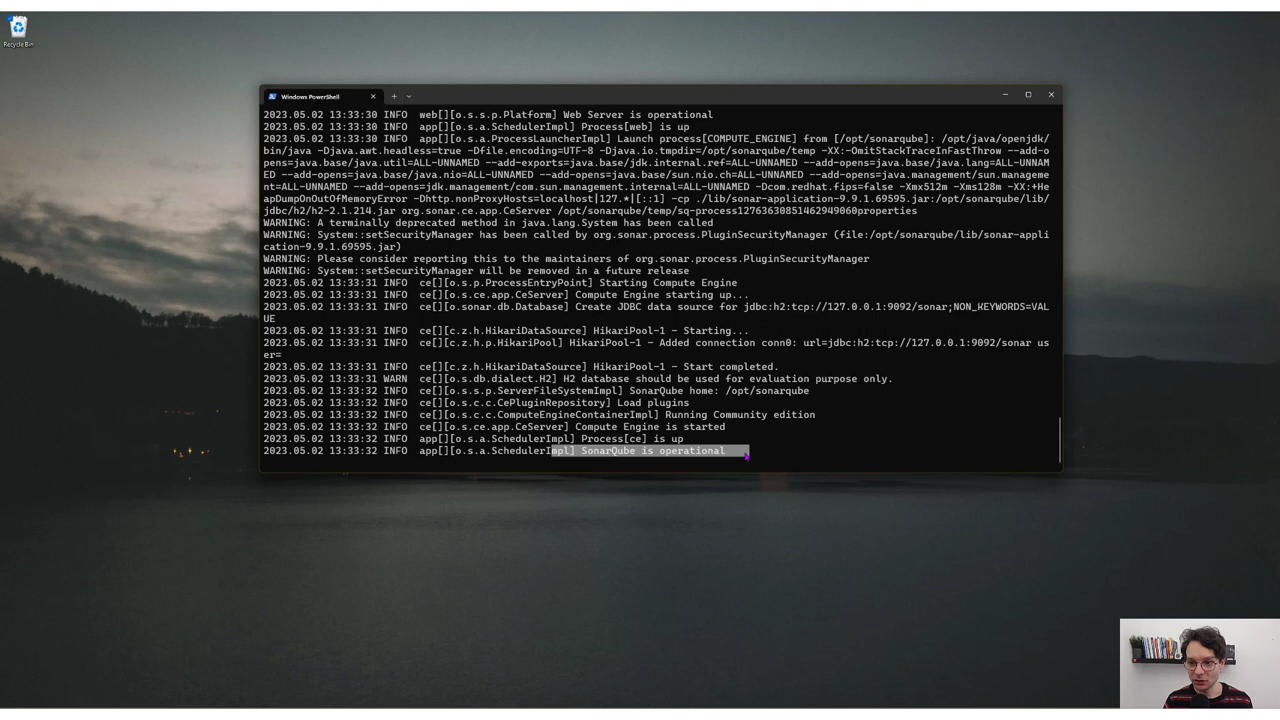 Recycle Bin
Windows PowerShell
2023.05.02 13:33:30 INFO  web[][o.s.s.p.Platform] Web Server is operational
2023.05.02 13:33:30 INFO  app[][o.s.a.SchedulerImpl] Process[web] is up
2023.05.02 13:33:30 INFO  app[][o.s.a.ProcessLauncherImpl] Launch process[COMPUTE_ENGINE] from [/opt/sonarqube]: /opt/java/openjdk/
bin/java -Djava.awt.headless=true -Dfile.encoding=UTF-8 -Djava.io.tmpdir=/opt/sonarqube/temp -XX:-OmitStackTraceInFastThrow --add-o
pens=java.base/java.util=ALL-UNNAMED --add-exports=java.base/jdk.internal.ref=ALL-UNNAMED --add-opens=java.base/java.lang=ALL-UNNAM
ED --add-opens=java.base/java.nio=ALL-UNNAMED --add-opens=java.base/sun.nio.ch=ALL-UNNAMED --add-opens=java.management/sun.manageme
nt=ALL-UNNAMED --add-opens=jdk.management/com.sun.management.internal=ALL-UNNAMED -Dcom.redhat.fips=false -Xmx512m -Xms128m -XX:+He
apDumpOnOutOfMemoryError -Dhttp.nonProxyHosts=localhost|127.*|[::1] -cp ./lib/sonar-application-9.9.1.69595.jar:/opt/sonarqube/lib/
jdbc/h2/h2-2.1.214.jar org.sonar.ce.app.CeServer /opt/sonarqube/temp/sq-process12763630851462949060properties
WARNING: A terminally deprecated method in java.lang.System has been called
WARNING: System::setSecurityManager has been called by org.sonar.process.PluginSecurityManager (file:/opt/sonarqube/lib/sonar-appli
cation-9.9.1.69595.jar)
WARNING: Please consider reporting this to the maintainers of org.sonar.process.PluginSecurityManager
WARNING: System::setSecurityManager will be removed in a future release
2023.05.02 13:33:31 INFO  ce[][o.s.p.ProcessEntryPoint] Starting Compute Engine
2023.05.02 13:33:31 INFO  ce[][o.s.ce.app.CeServer] Compute Engine starting up...
2023.05.02 13:33:31 INFO  ce[][o.sonar.db.Database] Create JDBC data source for jdbc:h2:tcp://127.0.0.1:9092/sonar;NON_KEYWORDS=VAL
UE
2023.05.02 13:33:31 INFO  ce[][c.z.h.HikariDataSource] HikariPool-1 - Starting...
2023.05.02 13:33:31 INFO  ce[][c.z.h.p.HikariPool] HikariPool-1 - Added connection conn0: url=jdbc:h2:tcp://127.0.0.1:9092/sonar us
er=
2023.05.02 13:33:31 INFO  ce[][c.z.h.HikariDataSource] HikariPool-1 - Start completed.
2023.05.02 13:33:31 WARN  ce[][o.s.db.dialect.H2] H2 database should be used for evaluation purpose only.
2023.05.02 13:33:32 INFO  ce[][o.s.s.p.ServerFileSystemImpl] SonarQube home: /opt/sonarqube
2023.05.02 13:33:32 INFO  ce[][o.s.c.c.CePluginRepository] Load plugins
2023.05.02 13:33:32 INFO  ce[][o.s.c.c.ComputeEngineContainerImpl] Running Community edition
2023.05.02 13:33:32 INFO  ce[][o.s.ce.app.CeServer] Compute Engine is started
2023.05.02 13:33:32 INFO  app[][o.s.a.SchedulerImpl] Process[ce] is up
2023.05.02 13:33:32 INFO  app[][o.s.a.SchedulerImpl] SonarQube is operational